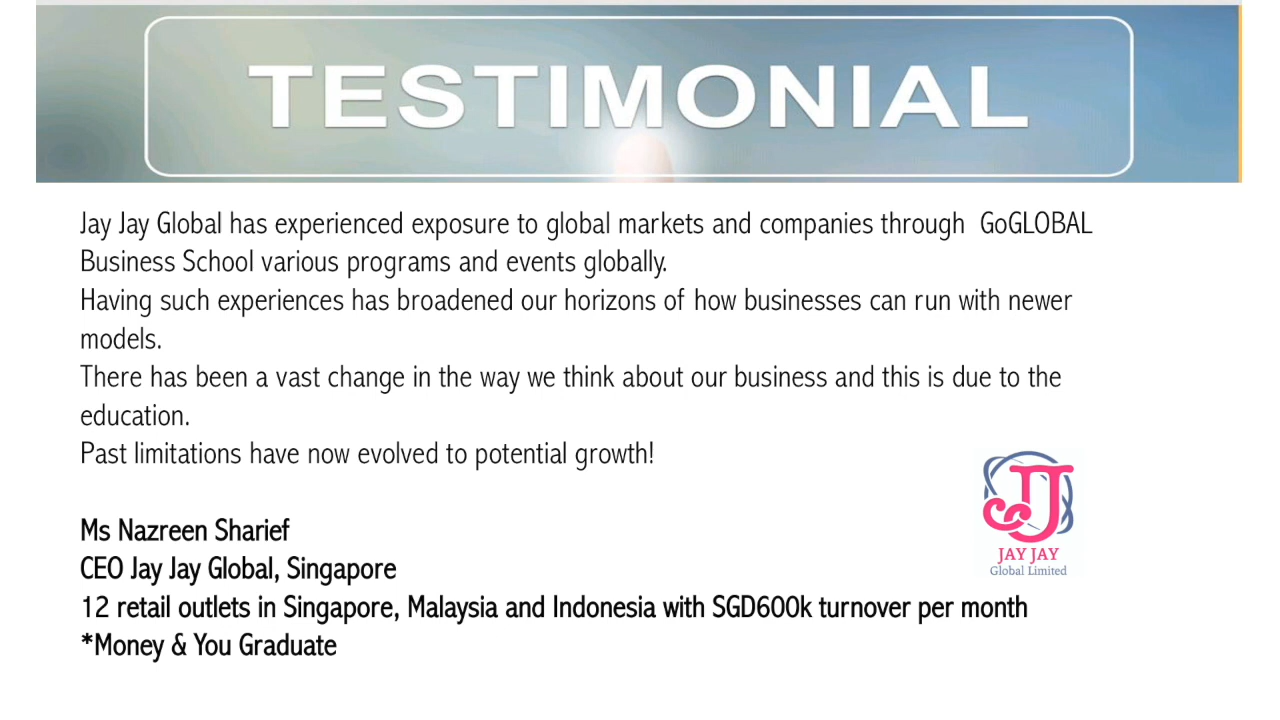 TESTIMONIAL
Jay Jay Global has experienced exposure to global markets and companies through  GoGLOBAL
Business School various programs and events globally.
Having such experiences has broadened our horizons of how businesses can run with newer
models.
There has been a vast change in the way we think about our business and this is due to the
education.
Past limitations have now evolved to potential growth!
JJ
JAY JAY
Global Limited
Ms Nazreen Sharief
CEO Jay Jay Global, Singapore
12 retail outlets in Singapore, Malaysia and Indonesia with SGD600k turnover per month
*Money & You Graduate